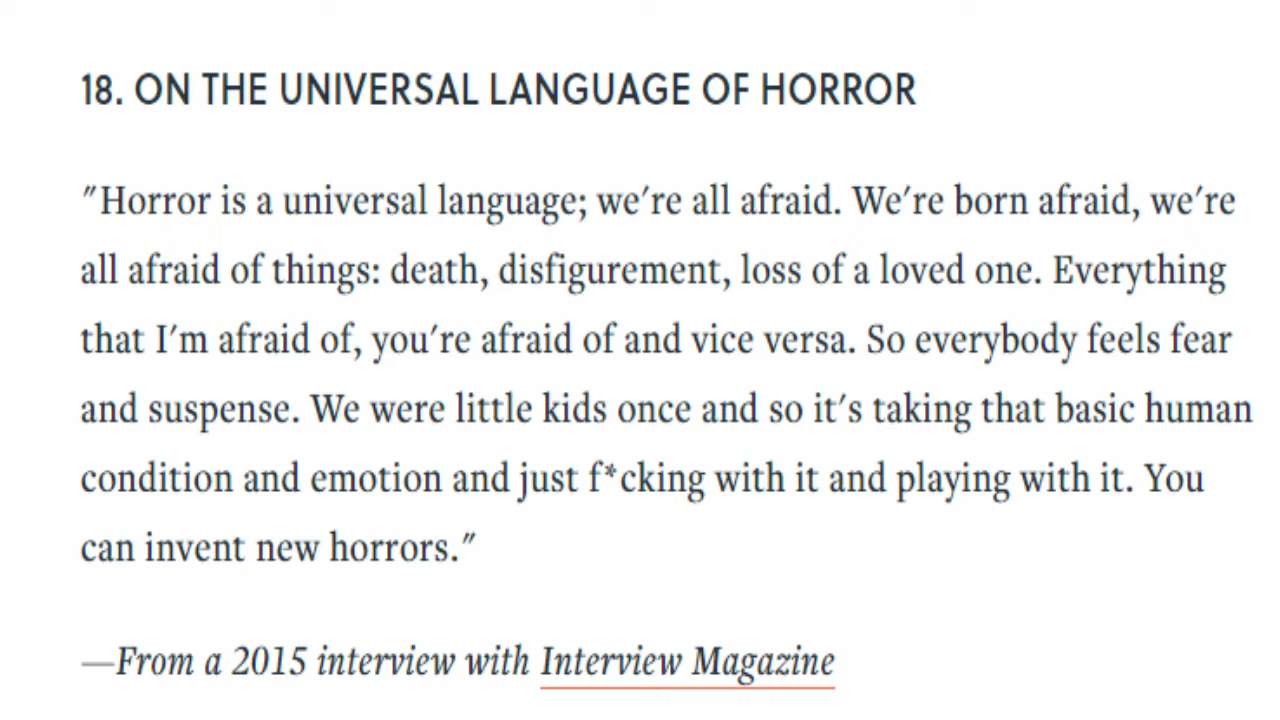 18. ON THE UNIVERSAL LANGUAGE OF HORROR
"Horror is a universal language; we're all afraid. We're born afraid, we're
all afraid of things: death, disfigurement, loss of a loved one. Everything
that I'm afraid of, you're afraid of and vice versa. So everybody feels fear
and suspense. We were little kids once and so it's taking that basic human
condition and emotion and just f*cking with it and playing with it. You
can invent new horrors."
—From a 2015 interview with Interview Magazine